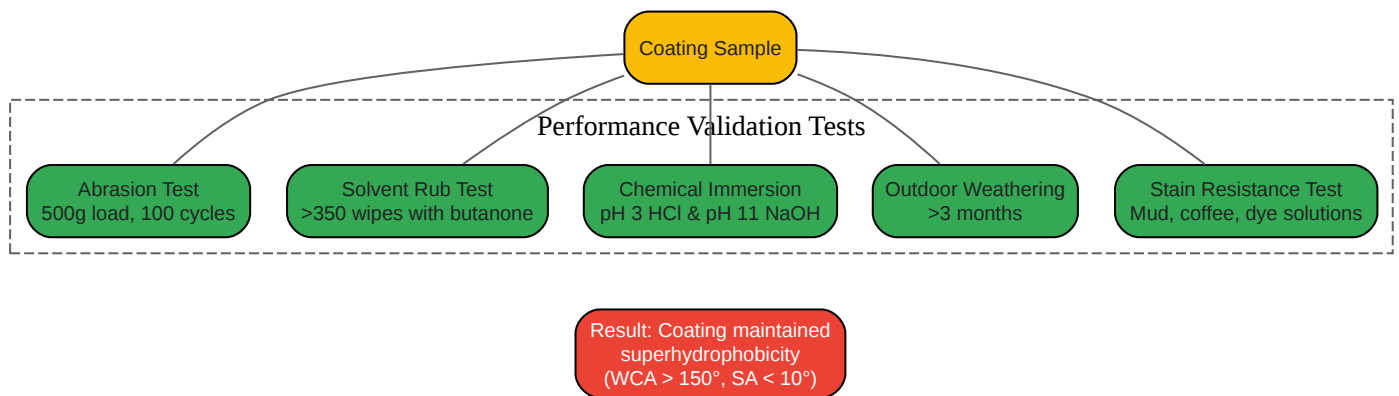 Coating Sample
Performance Validation Tests
Abrasion Test
500g load, 100 cycles
Solvent Rub Test
>350 wipes with butanone
Chemical Immersion
pH 3 HCl & pH 11 NaOH
Outdoor Weathering
>3 months
Stain Resistance Test
Mud, coffee, dye solutions
Result: Coating maintained
superhydrophobicity
(WCA > 150°, SA < 10°)